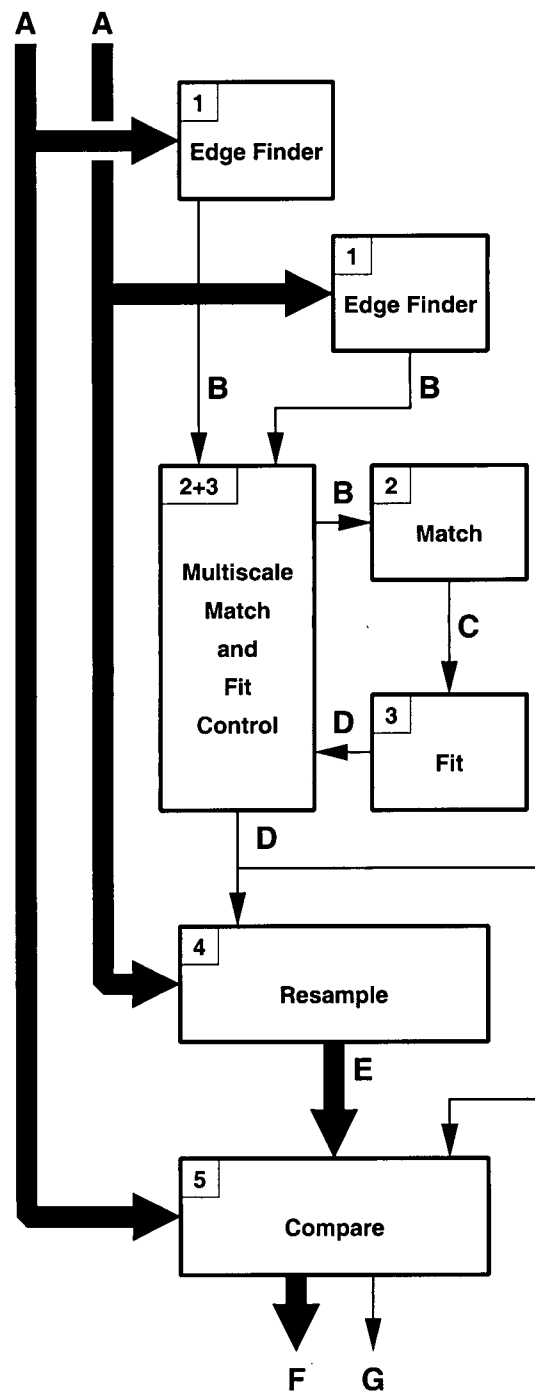 A A
1
Edge Finder
1
Edge Finder
B
B
2+3
Multiscale
Match
and
Fit
Control
B
2
Match
C
D
3
Fit
D
4
Resample
E
5
Compare
F G